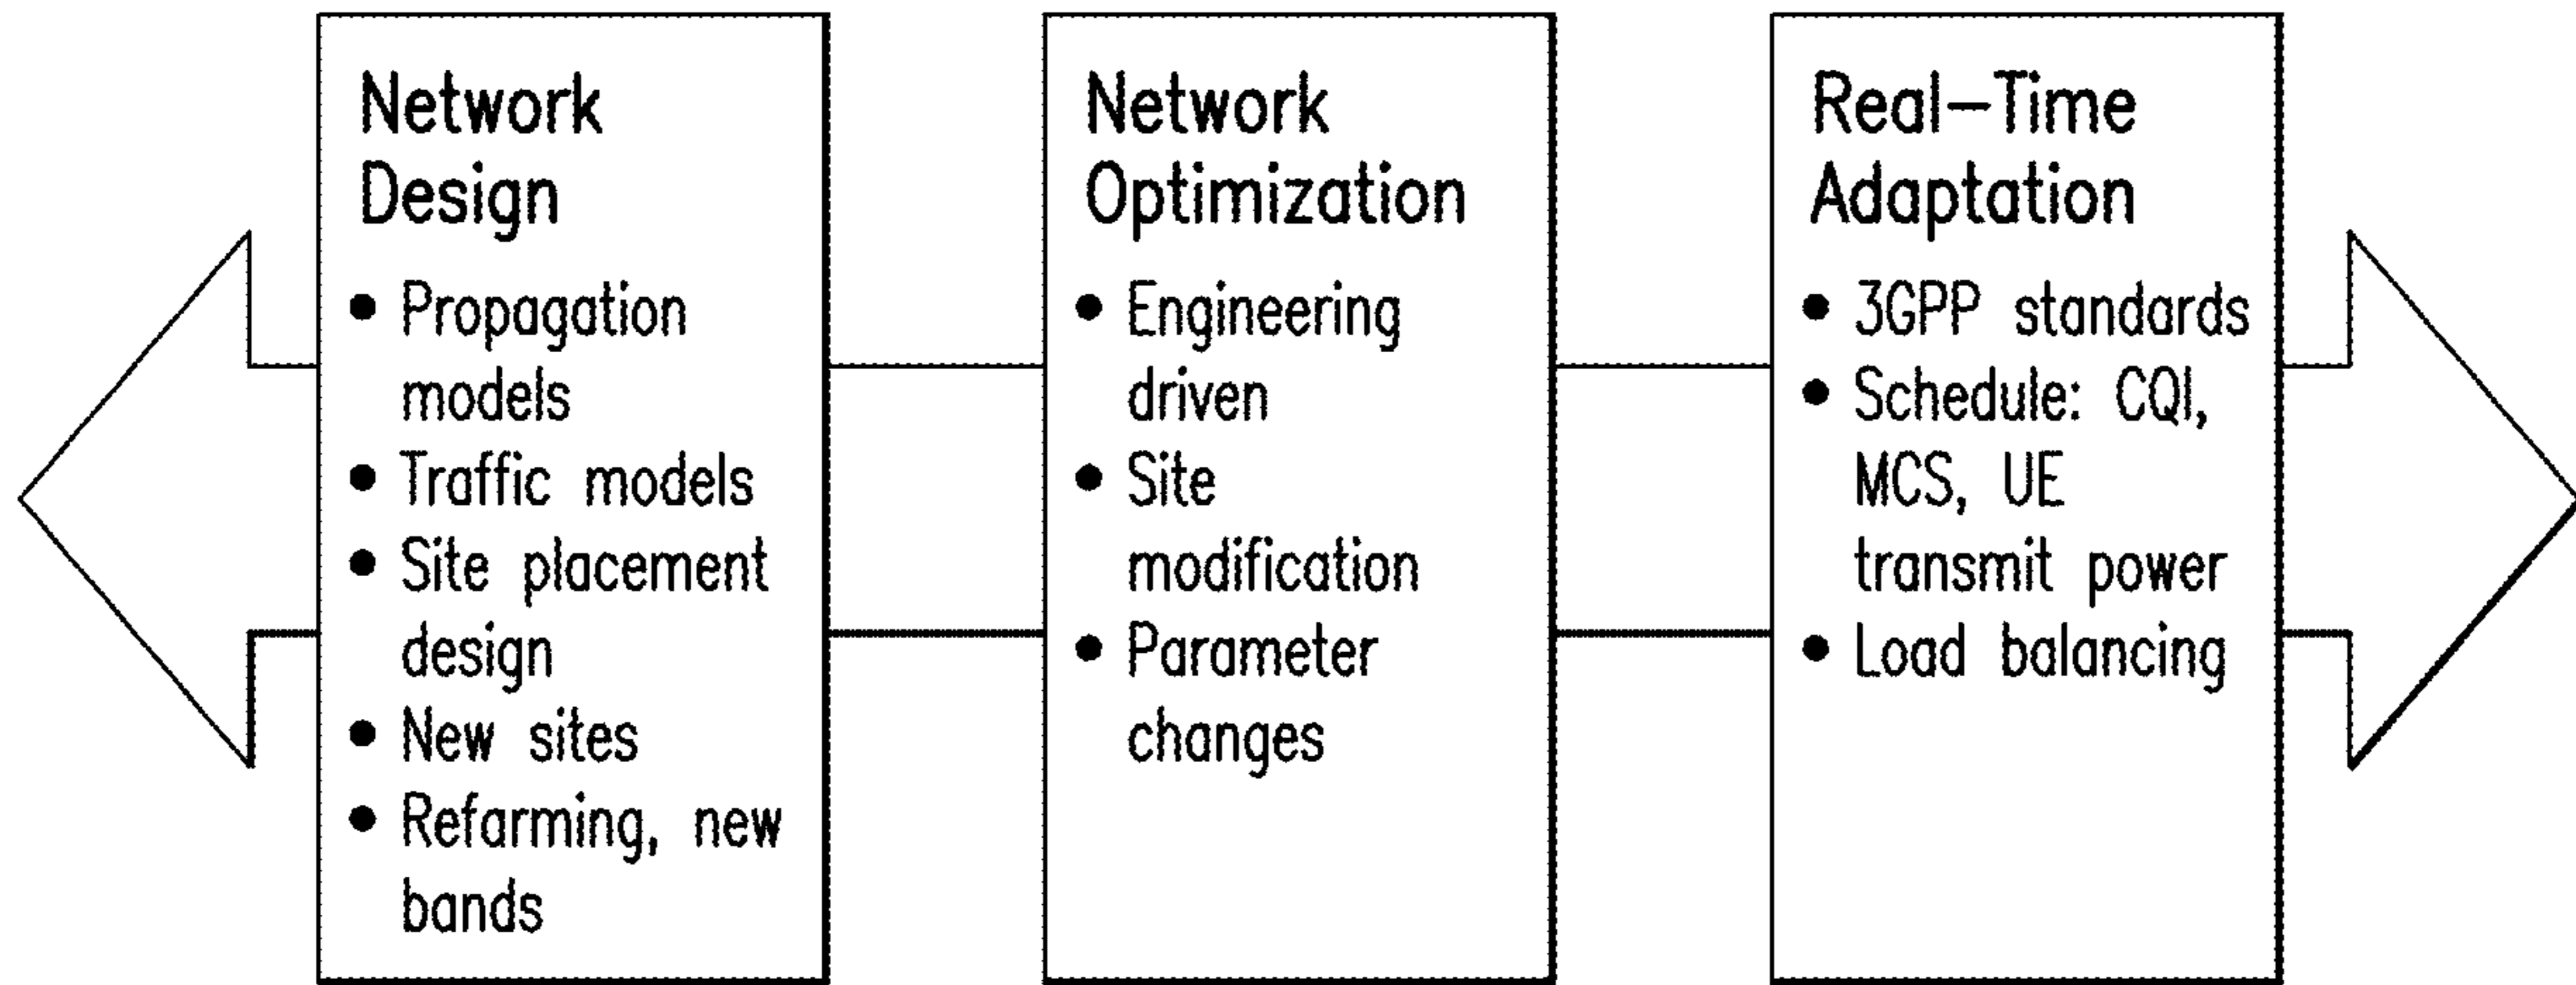 Network
Design
• Propagation
models
• Traffic models
• Site placement
design
• New sites
• Refarming, new
bands
Network
Optimization
• Engineering
driven
• Site
modification
• Parameter
changes
Real-Time
Adaptation
• 3GPP standards
• Schedule: CQI,
MCS, UE
transmit power
• Load balancing